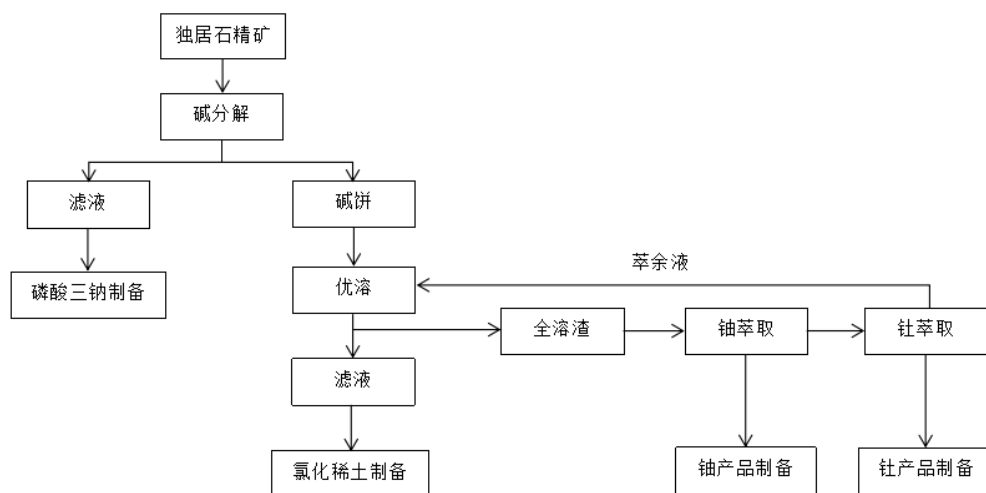 独居石精矿
碱分解
滤液
碱饼
磷酸三钠制备
优溶
萃余液
全溶渣
铀萃取
钍萃取
滤液
氯化稀土制备
铀产品制备
钍产品制备